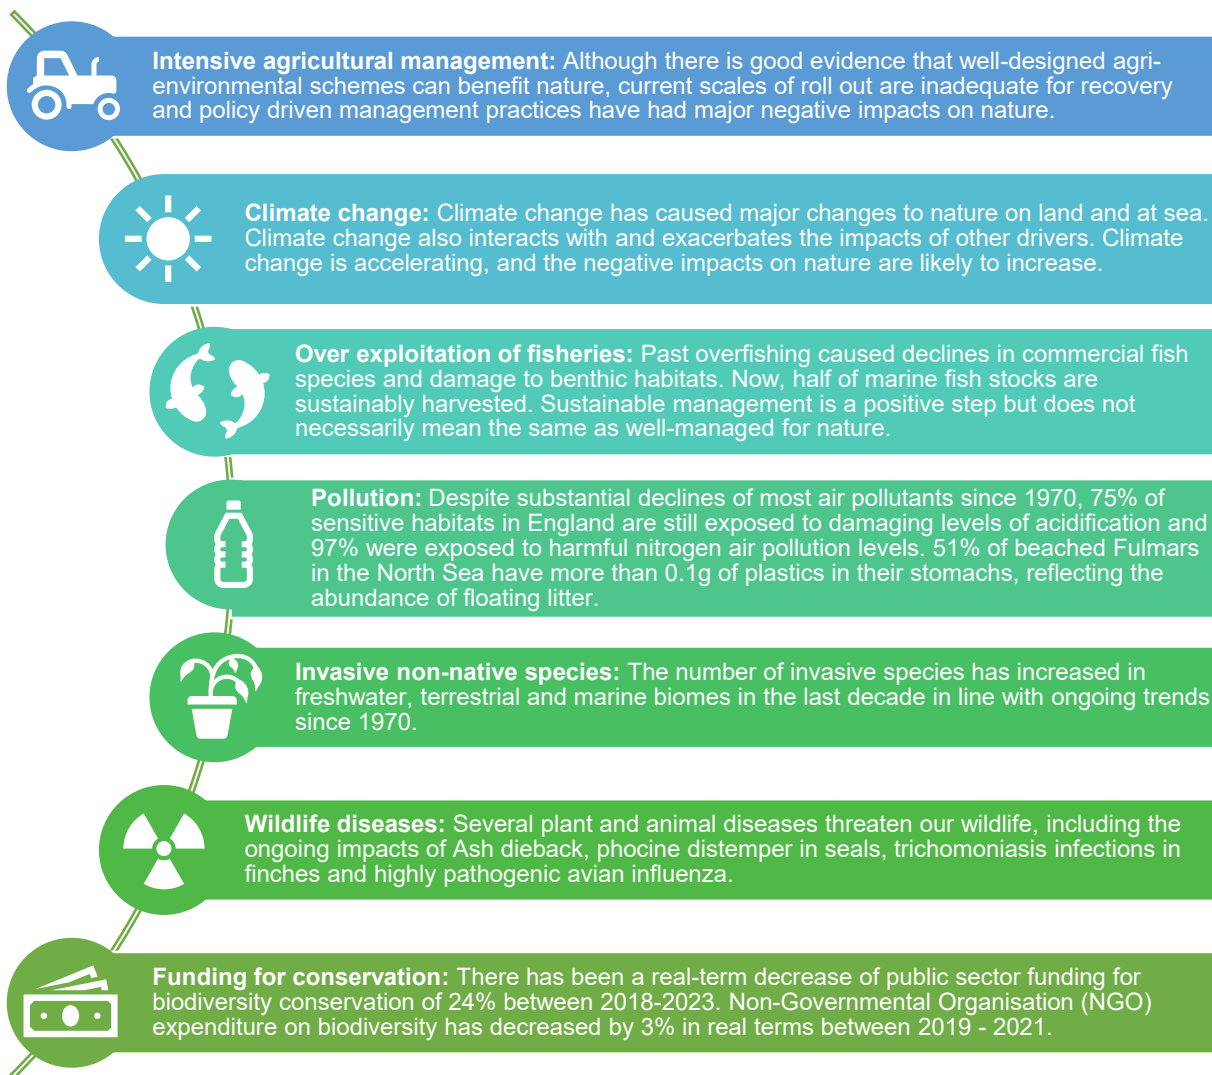 Intensive agricultural management: Although there is good evidence that well-designed agri-
environmental schemes can benefit nature, current scales of roll out are inadequate for recovery
and policy driven management practices have had major negative impacts on nature.
Climate change: Climate change has caused major changes to nature on land and at sea.
Climate change also interacts with and exacerbates the impacts of other drivers. Climate
change is accelerating, and the negative impacts on nature are likely to increase.
Over exploitation of fisheries: Past overfishing caused declines in commercial fish
species and damage to benthic habitats. Now, half of marine fish stocks are
sustainably harvested. Sustainable management is a positive step but does not
necessarily mean the same as well-managed for nature.
Pollution: Despite substantial declines of most air pollutants since 1970, 75% of
sensitive habitats in England are still exposed to damaging levels of acidification and
97% were exposed to harmful nitrogen air pollution levels. 51% of beached Fulmars
in the North Sea have more than 0.1g of plastics in their stomachs, reflecting the
abundance of floating litter.
Invasive non-native species: The number of invasive species has increased in
freshwater, terrestrial and marine biomes in the last decade in line with ongoing trends
since 1970.
Wildlife diseases: Several plant and animal diseases threaten our wildlife, including the
ongoing impacts of Ash dieback, phocine distemper in seals, trichomoniasis infections in
finches and highly pathogenic avian influenza.
Funding for conservation: There has been a real-term decrease of public sector funding for
biodiversity conservation of 24% between 2018-2023. Non-Governmental Organisation (NGO)
expenditure on biodiversity has decreased by 3% in real terms between 2019 - 2021.